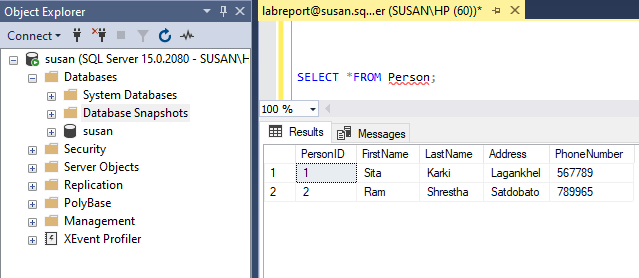 Object Explorer
Connect
susan (SQL Server 15.0.2080 - SUSAN\H
Databases
System Databases
Database Snapshots
susan
Security
Server Objects
Replication
PolyBase
Management
XEvent Profiler
labreport@susan.sq...er (SUSAN\HP (60))*
SELECT *FROM Person;
100 %
Results Messages
PersonID FirstName LastName Address PhoneNumber
1 1 Sita Karki Lagankhel 567789
2 2 Ram Shrestha Satdobato 789965